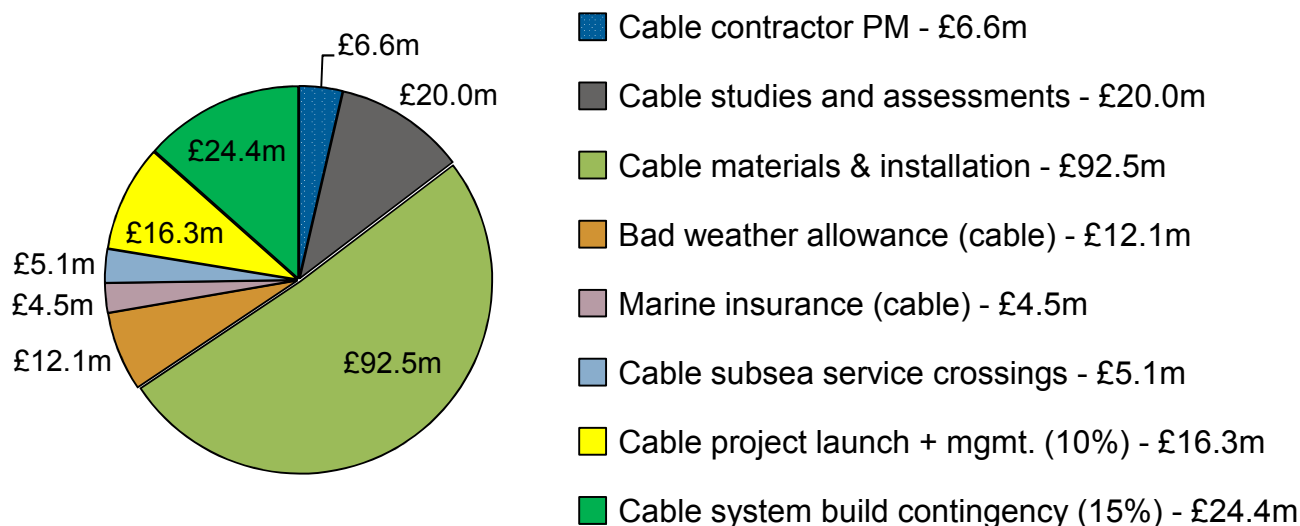 £6.6m
£20.0m
£24.4m
£16.3m
£5.1m
£4.5m
£12.1m
£92.5m
Cable contractor PM - £6.6m
Cable studies and assessments - £20.0m
Cable materials & installation - £92.5m
Bad weather allowance (cable) - £12.1m
Marine insurance (cable) - £4.5m
Cable subsea service crossings - £5.1m
Cable project launch + mgmt. (10%) - £16.3m
Cable system build contingency (15%) - £24.4m